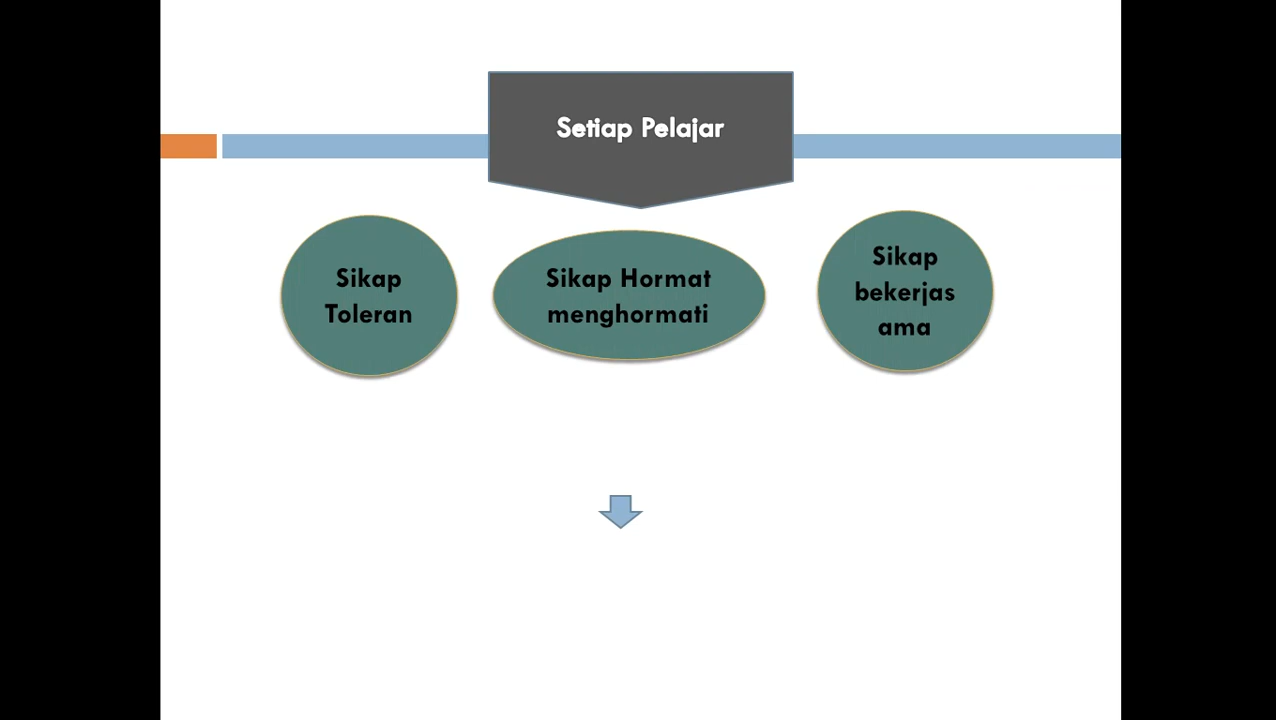 Setiap Pelajar
Sikap
Toleran
Sikap Hormat
menghormati
Sikap
bekerjas
ama